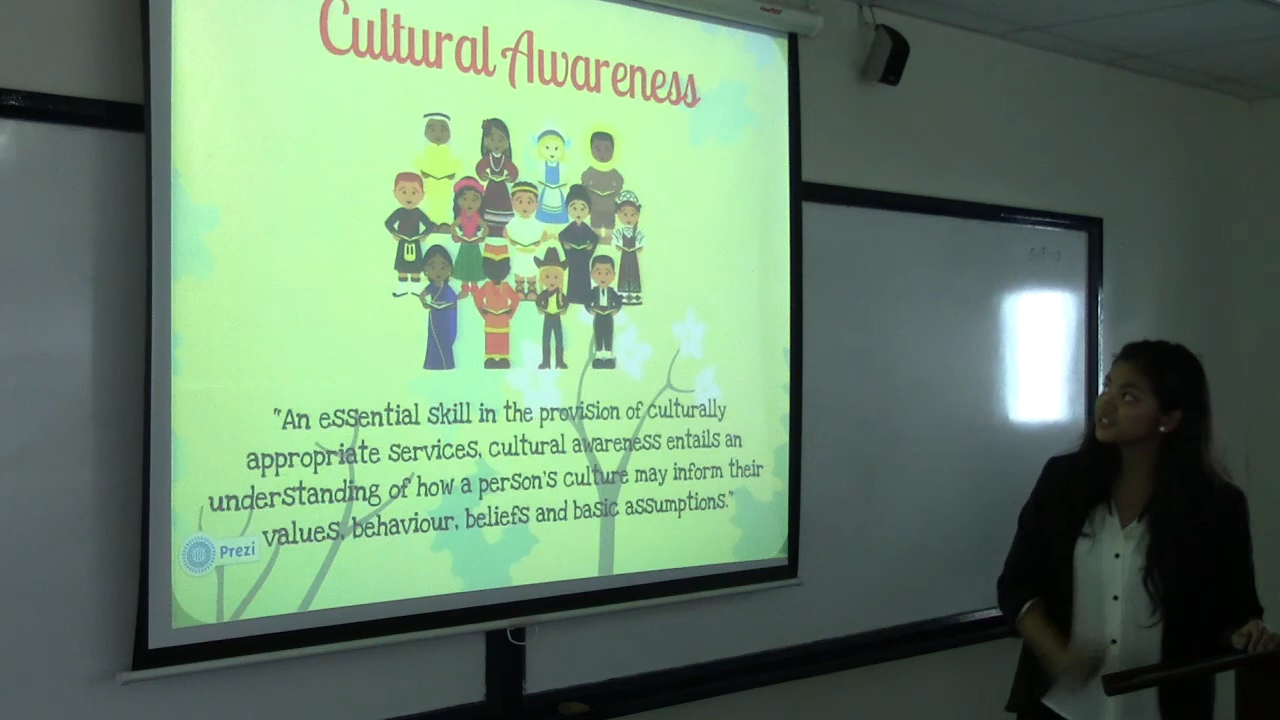 Cultural Awareness
"An essential skill in the provision of culturally
appropriate services, cultural awareness entails an
understanding of how a person's culture may inform their
values, behaviour, beliefs and basic assumptions."
Prezi